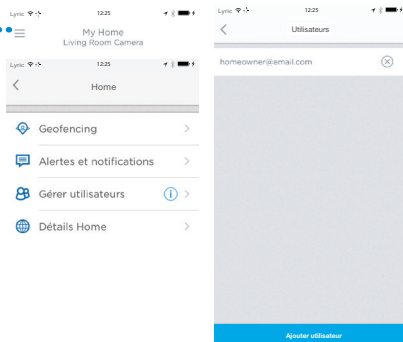 Lyric 12:25
My Home
Living Room Camera
Lyric 12:25
Home
Geofencing
Alertes et notifications
Gérer utilisateurs
Détails Home
Lyric 12:25
Utilisateurs
homeowner@email.com
Ajouter utilisateur